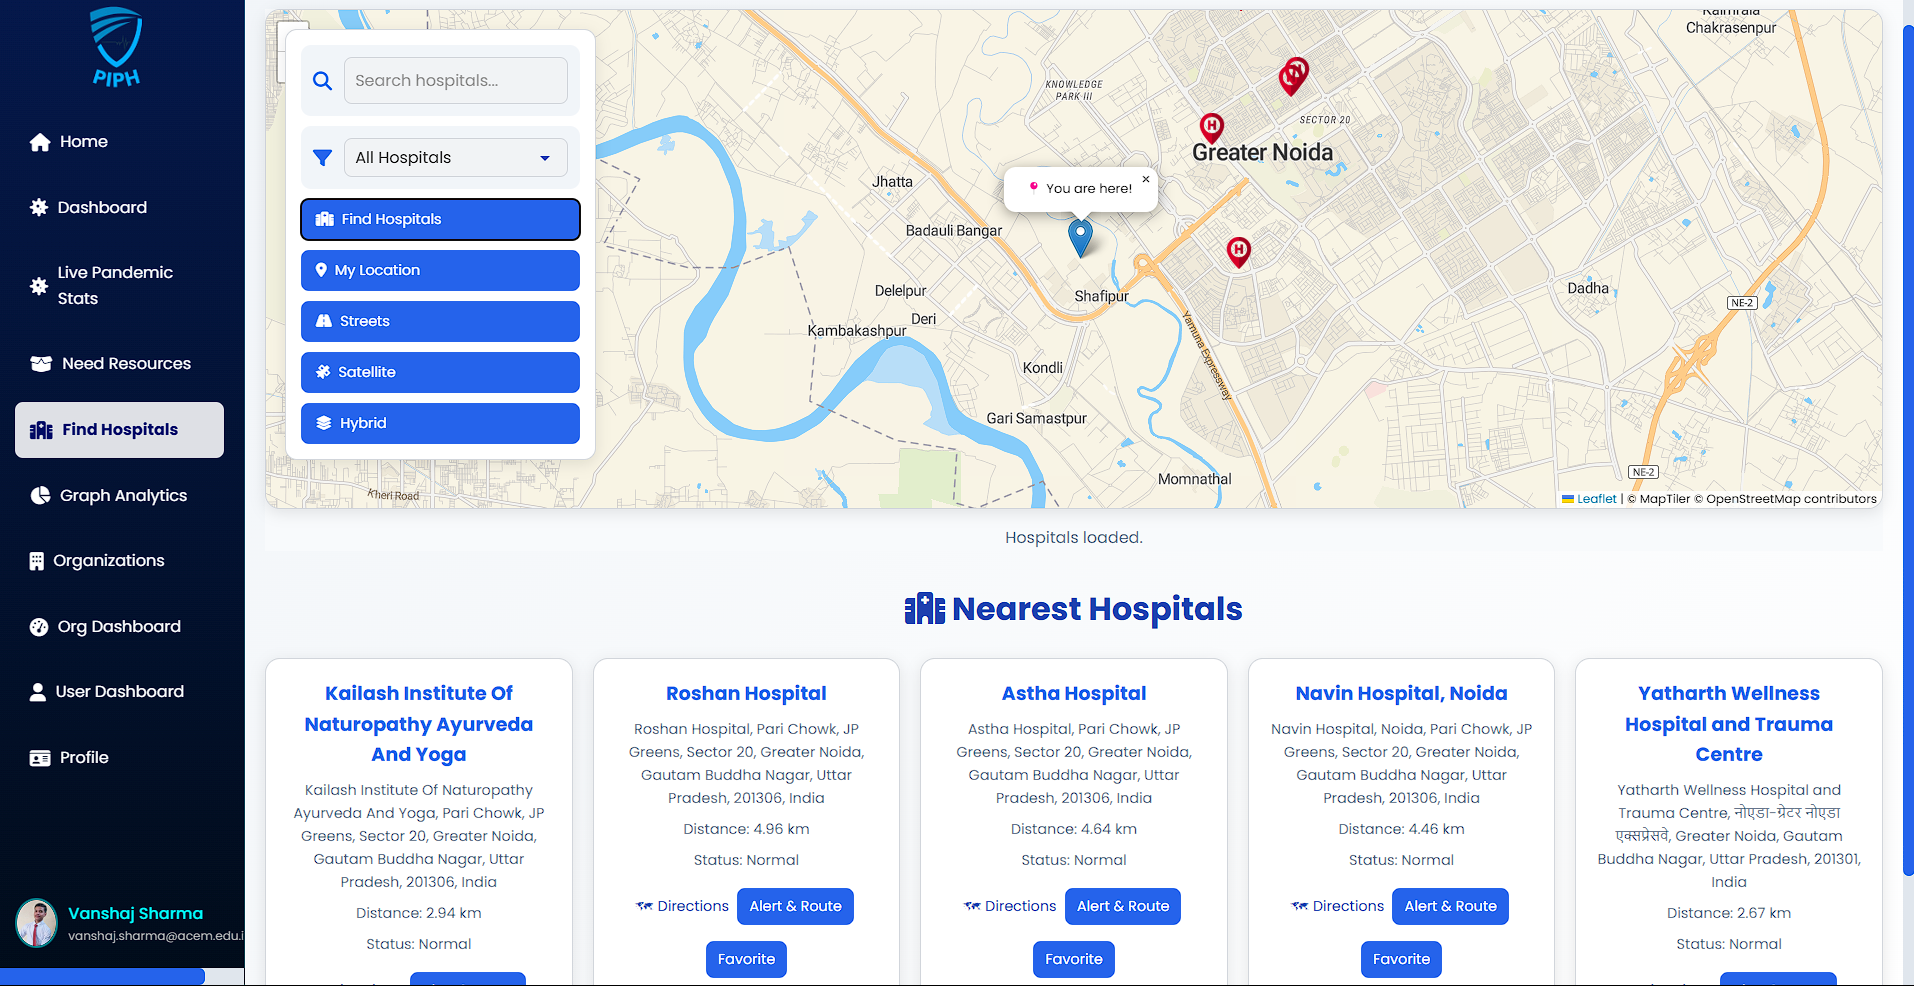 PIPH
Home
Dashboard
Live Pandemic
Stats
Need Resources
Find Hospitals
Graph Analytics
Organizations
Org Dashboard
User Dashboard
Profile
Vanshaj Sharma
vanshaj.sharma@acem.edu.i
Search hospitals...
All Hospitals
Find Hospitals
My Location
Streets
Satellite
Hybrid
Chakrasenpur
KNOWLEDGE
PARK III
SECTOR 20
Greater Noida
Jhatta
You are here!
×
Badauli Bangar
Delelpur
Shafipur
Dadha
NE-2
Deri
Kambakashpur
Yamuna Expressway
Kondli
Gari Samastpur
NE-2
Momnathal
Kheri Road
Leaflet | © MapTiler © OpenStreetMap contributors
Hospitals loaded.
Nearest Hospitals
Kailash Institute Of
Naturopathy Ayurveda
And Yoga
Kailash Institute Of Naturopathy
Ayurveda And Yoga, Pari Chowk, JP
Greens, Sector 20, Greater Noida,
Gautam Buddha Nagar, Uttar
Pradesh, 201306, India
Distance: 2.94 km
Status: Normal
Roshan Hospital
Roshan Hospital, Pari Chowk, JP
Greens, Sector 20, Greater Noida,
Gautam Buddha Nagar, Uttar
Pradesh, 201306, India
Distance: 4.96 km
Status: Normal
Directions
Alert & Route
Favorite
Astha Hospital
Astha Hospital, Pari Chowk, JP
Greens, Sector 20, Greater Noida,
Gautam Buddha Nagar, Uttar
Pradesh, 201306, India
Distance: 4.64 km
Status: Normal
Directions
Alert & Route
Favorite
Navin Hospital, Noida
Navin Hospital, Noida, Pari Chowk, JP
Greens, Sector 20, Greater Noida,
Gautam Buddha Nagar, Uttar
Pradesh, 201306, India
Distance: 4.46 km
Status: Normal
Directions
Alert & Route
Favorite
Yatharth Wellness
Hospital and Trauma
Centre
Yatharth Wellness Hospital and
Trauma Centre, नोएडा-ग्रेटर नोएडा
एक्सप्रेसवे, Greater Noida, Gautam
Buddha Nagar, Uttar Pradesh, 201301,
India
Distance: 2.67 km
Status: Normal